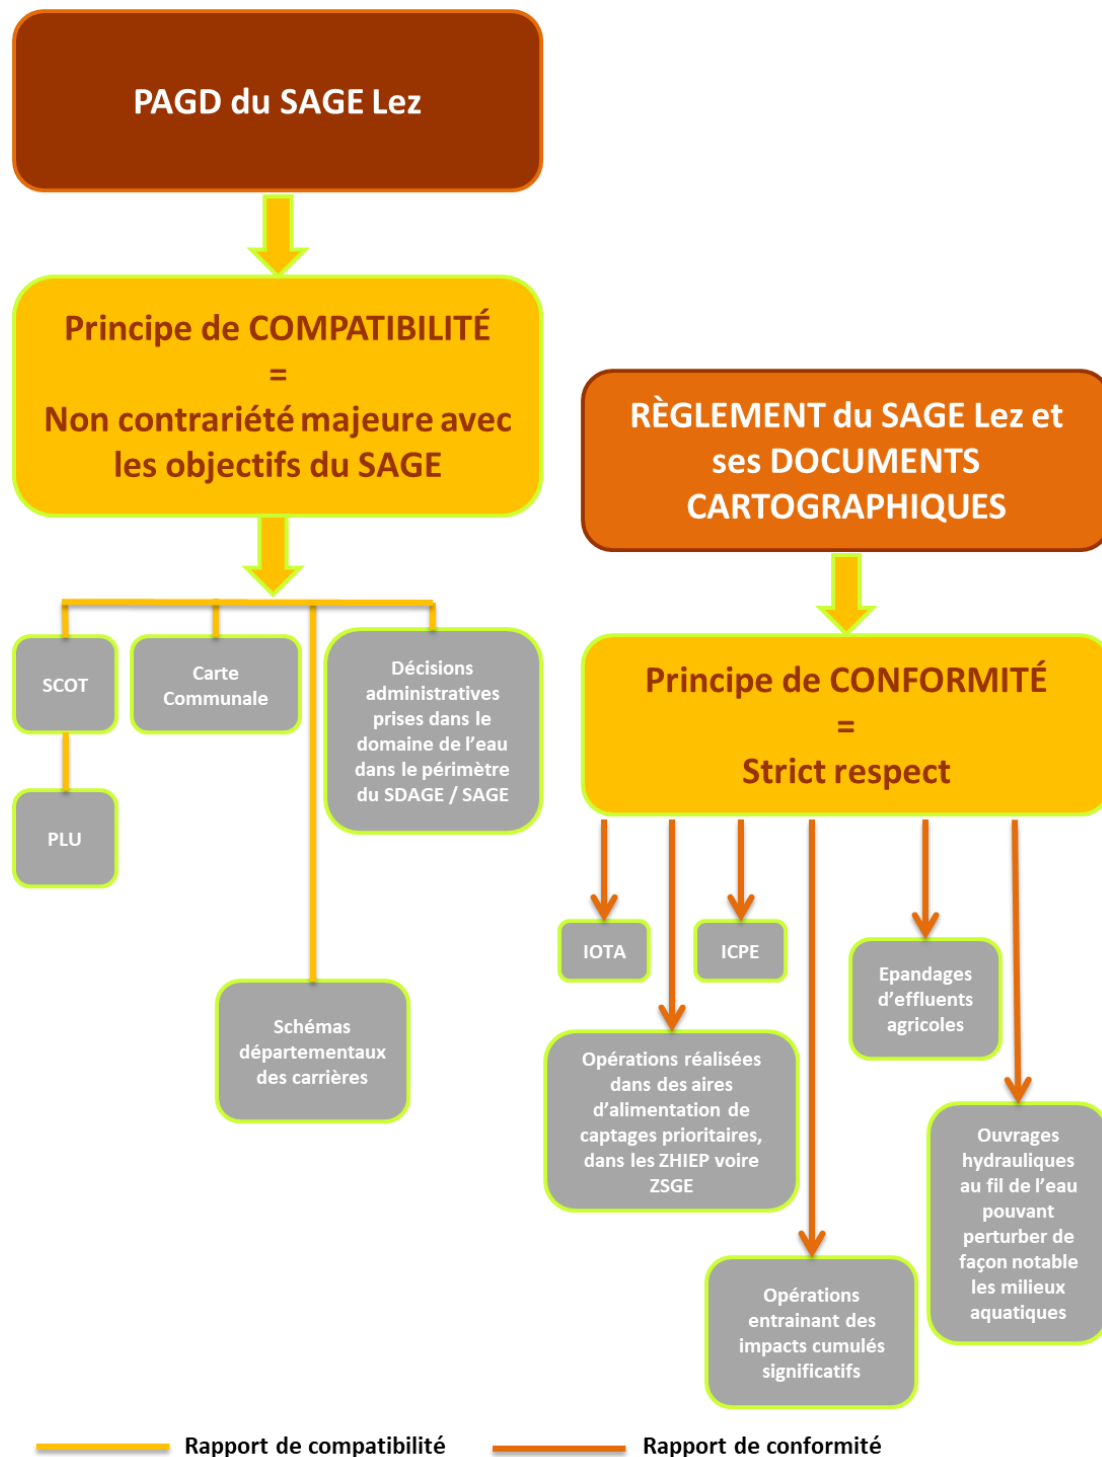 PAGD du SAGE Lez
Principe de COMPATIBILITÉ
=
Non contrariété majeure avec
les objectifs du SAGE
SCOT
PLU
Carte
Communale
Schémas
départementaux
des carrières
Décisions
administratives
prises dans le
domaine de l'eau
dans le périmètre
du SDAGE / SAGE
RÈGLEMENT du SAGE Lez et
ses DOCUMENTS
CARTOGRAPHIQUES
Principe de CONFORMITÉ
=
Strict respect
IOTA
Opérations réalisées
dans des aires
d'alimentation de
captages prioritaires,
dans les ZHIEP voire
ZSGE
ICPE
Opérations
entrainant des
impacts cumulés
significatifs
Epandages
d'effluents
agricoles
Ouvrages
hydrauliques
au fil de l'eau
pouvant
perturber de
façon notable
les milieux
aquatiques
Rapport de compatibilité
Rapport de conformité